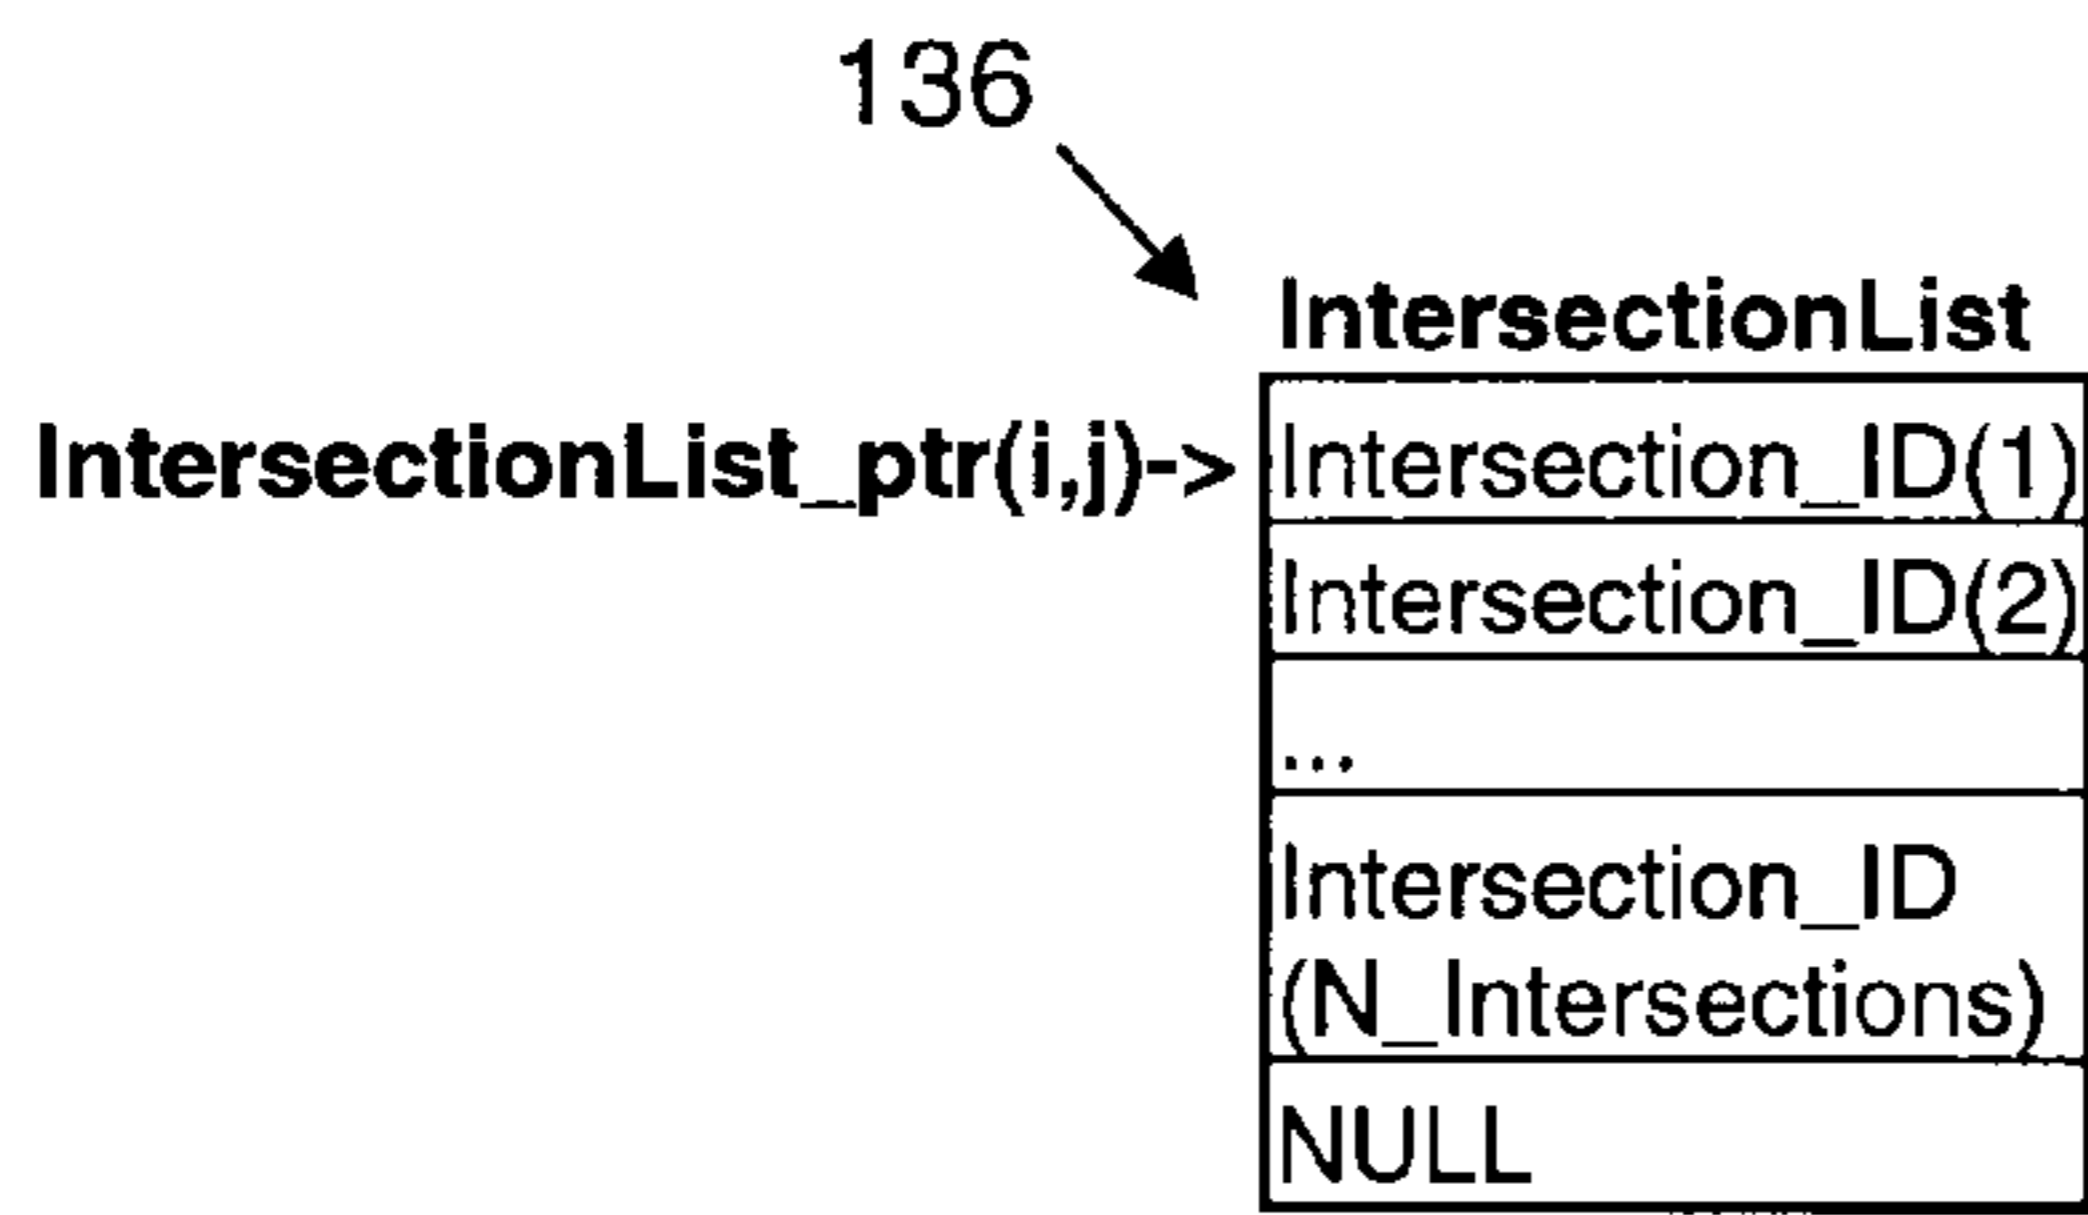 136
IntersectionList
IntersectionList_ptr(i,j)-> Intersection_ID(1)
Intersection_ID(2)
...
Intersection_ID
(N_Intersections)
NULL